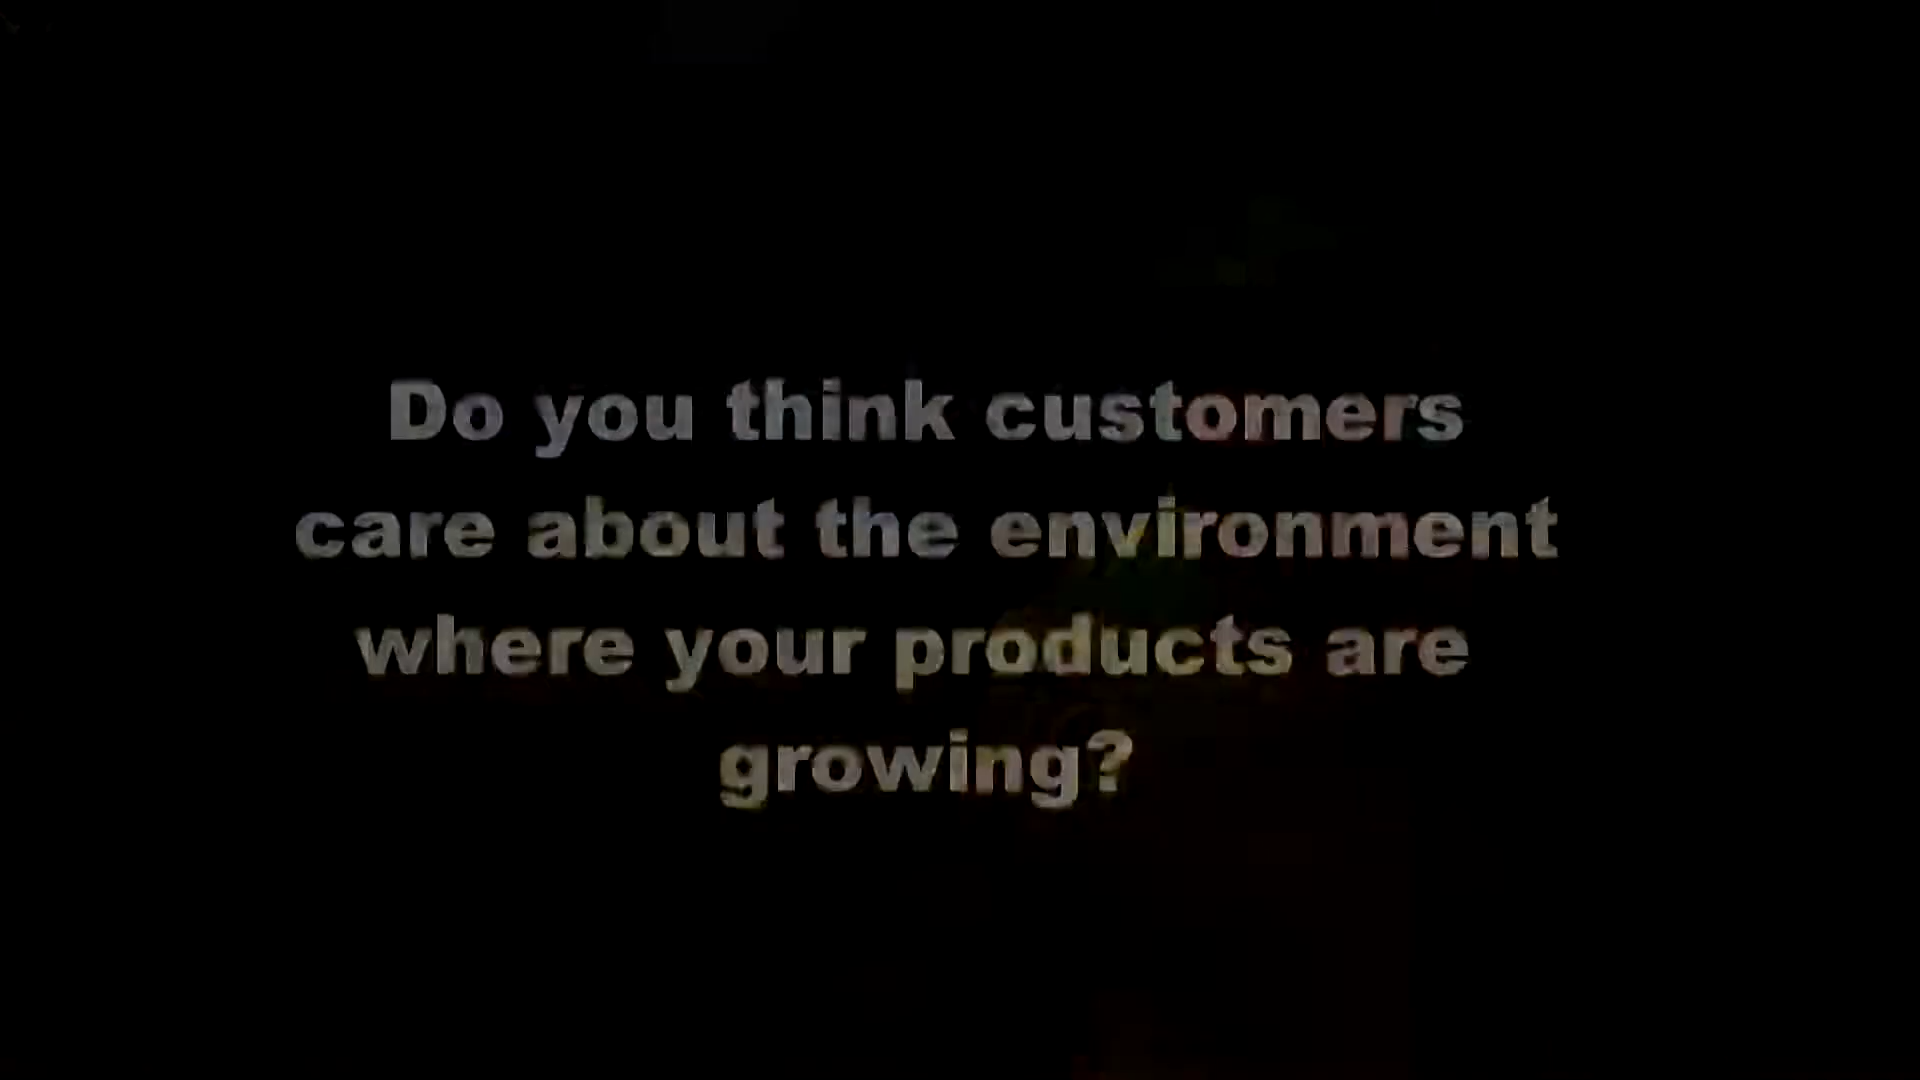 Do you think customers
care about the environment
where your products are
growing?